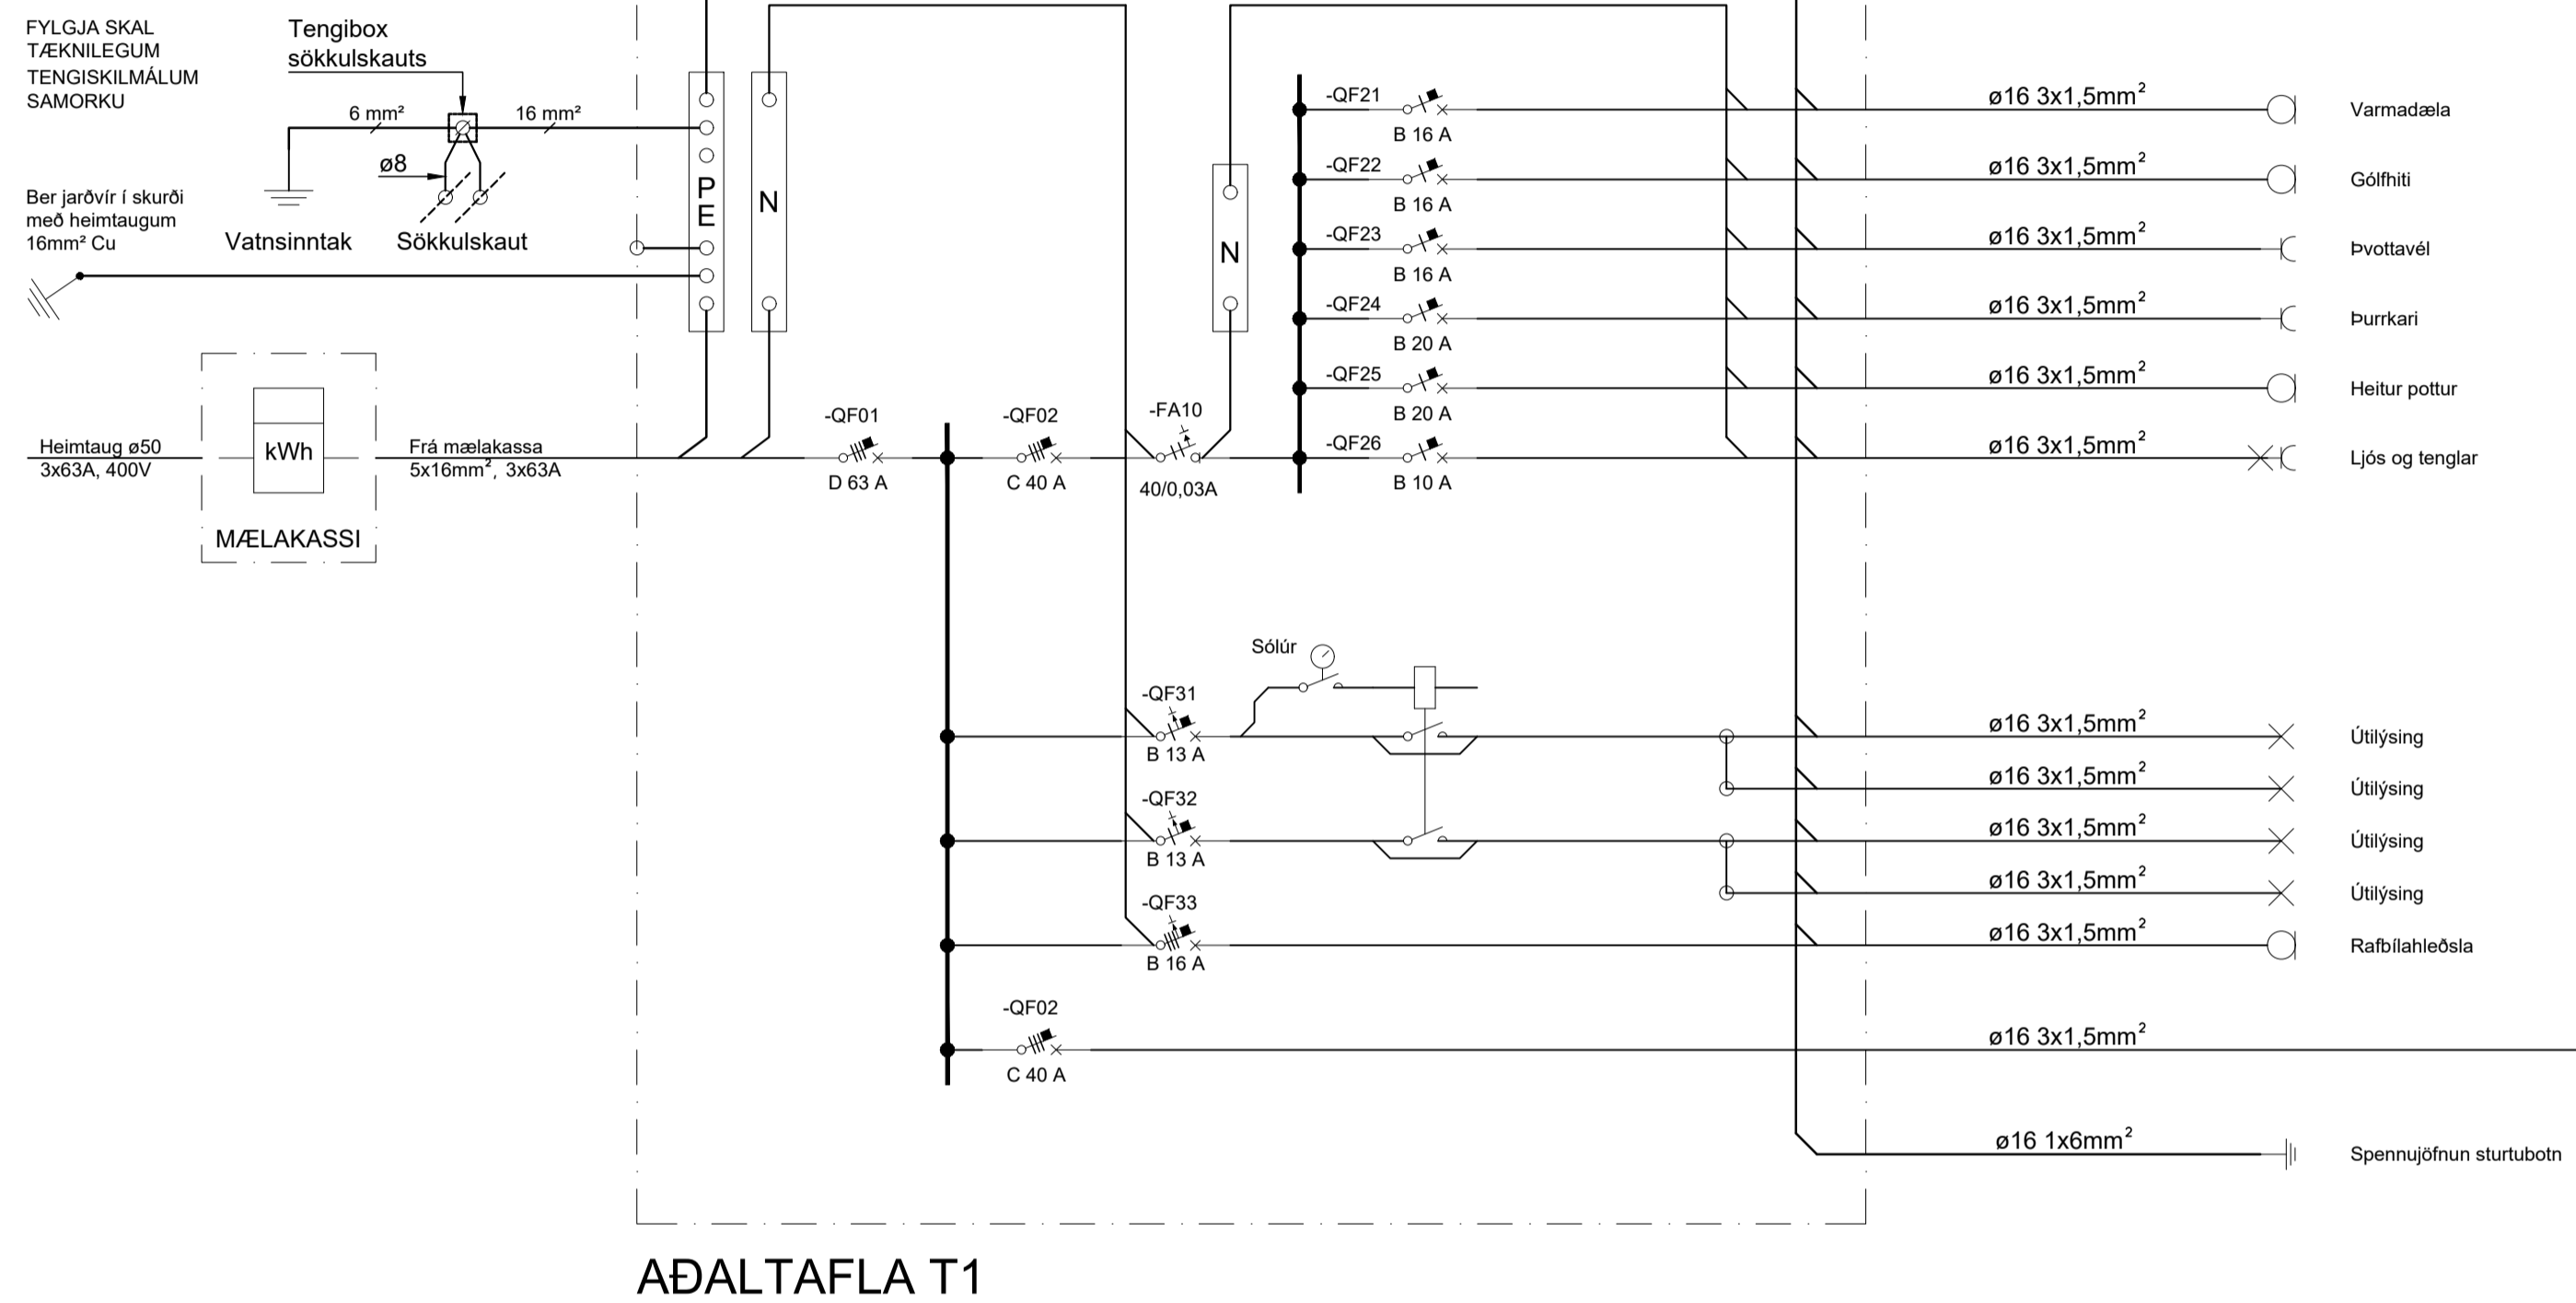 FYLGJA SKAL
TÆKNILEGUM
TENGISKILMÁLUM
SAMORKU
Tengibox
sökkulskauts
6 mm²
16 mm²
ø8
Ber jarðvír í skurði
með heimtaugum
16mm² Cu
Vatnsinntak
Sökkulskaut
P
E
N
N
Heimtaug ø50
3x63A, 400V
kWh
MÆLAKASSI
Frá mælakassa
5x16mm², 3x63A
-QF01
D 63 A
-QF02
C 40 A
-FA10
40/0,03A
-QF21
B 16 A
ø16 3x1,5mm²
Varmadæla
-QF22
B 16 A
ø16 3x1,5mm²
Gólfhiti
-QF23
B 16 A
ø16 3x1,5mm²
Þvottavél
-QF24
B 20 A
ø16 3x1,5mm²
Þurrkari
-QF25
B 20 A
ø16 3x1,5mm²
Heitur pottur
-QF26
B 10 A
ø16 3x1,5mm²
Ljós og tenglar
Sólúr
-QF31
B 13 A
ø16 3x1,5mm²
Útilýsing
ø16 3x1,5mm²
Útilýsing
-QF32
B 13 A
ø16 3x1,5mm²
Útilýsing
ø16 3x1,5mm²
Útilýsing
-QF33
B 16 A
ø16 3x1,5mm²
Rafbílahleðsla
-QF02
C 40 A
ø16 3x1,5mm²
ø16 1x6mm²
Spennujöfnun sturtubotn
AÐALTAFLA T1